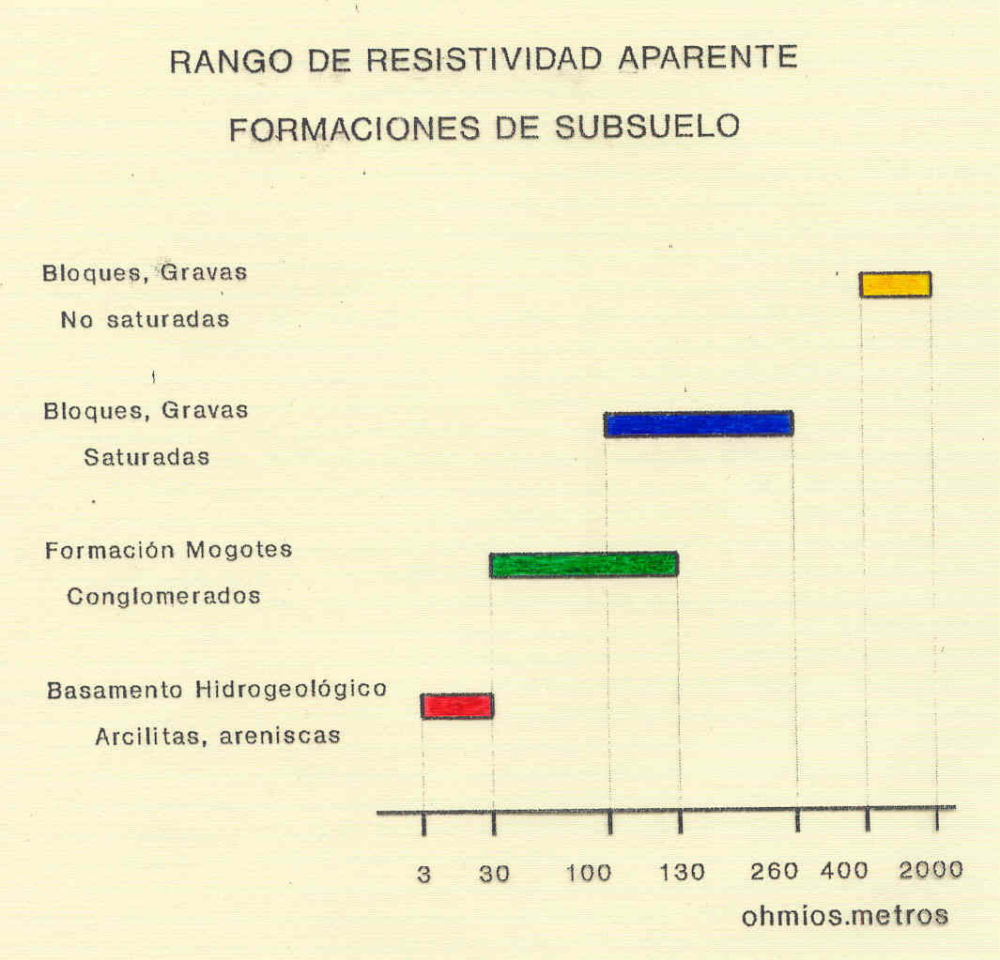 RANGO DE RESISTIVIDAD APARENTE
FORMACIONES DE SUBSUELO
Bloques, Gravas
No saturadas
Bloques, Gravas
Saturadas
Formación Mogotes
Conglomerados
Basamento Hidrogeológico
Arcilitas, areniscas
3 30 100 130 260 400 2000
ohmios.metros